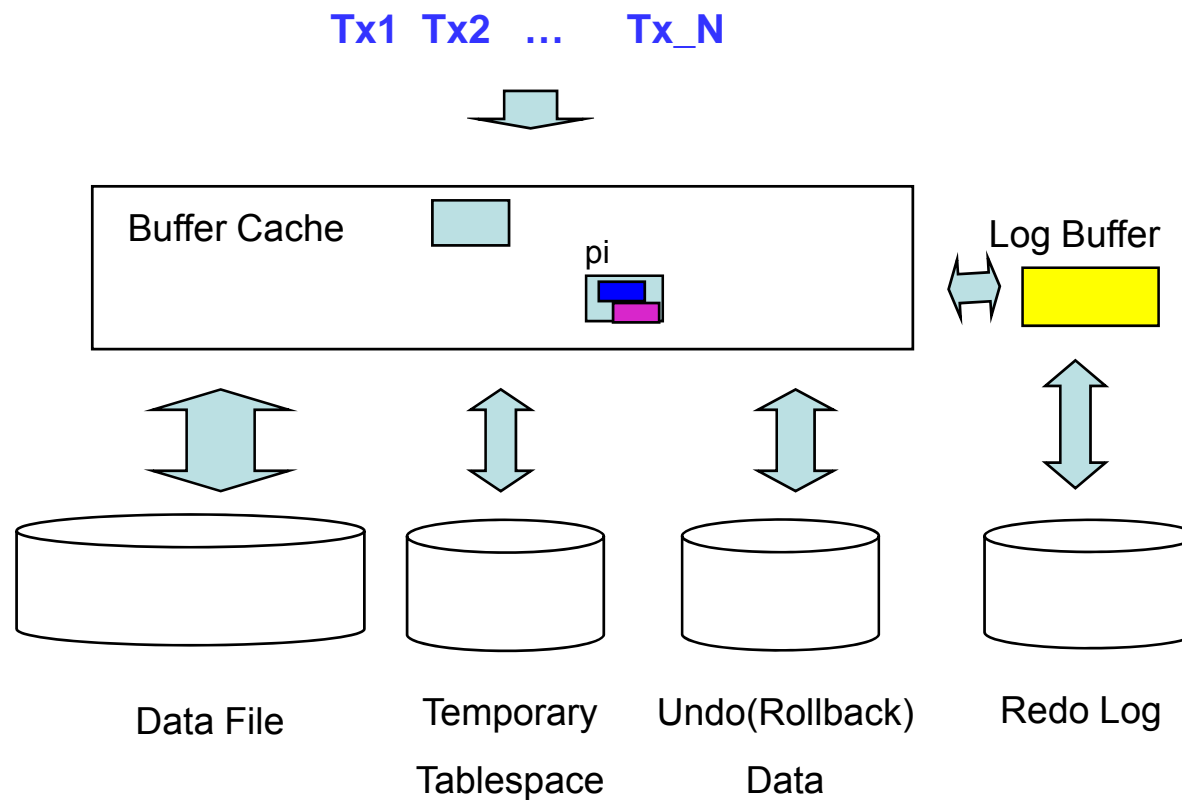 Tx1 Tx2 … Tx_N
Buffer Cache
pi
Log Buffer
Data File
Temporary
Tablespace
Undo(Rollback)
Data
Redo Log